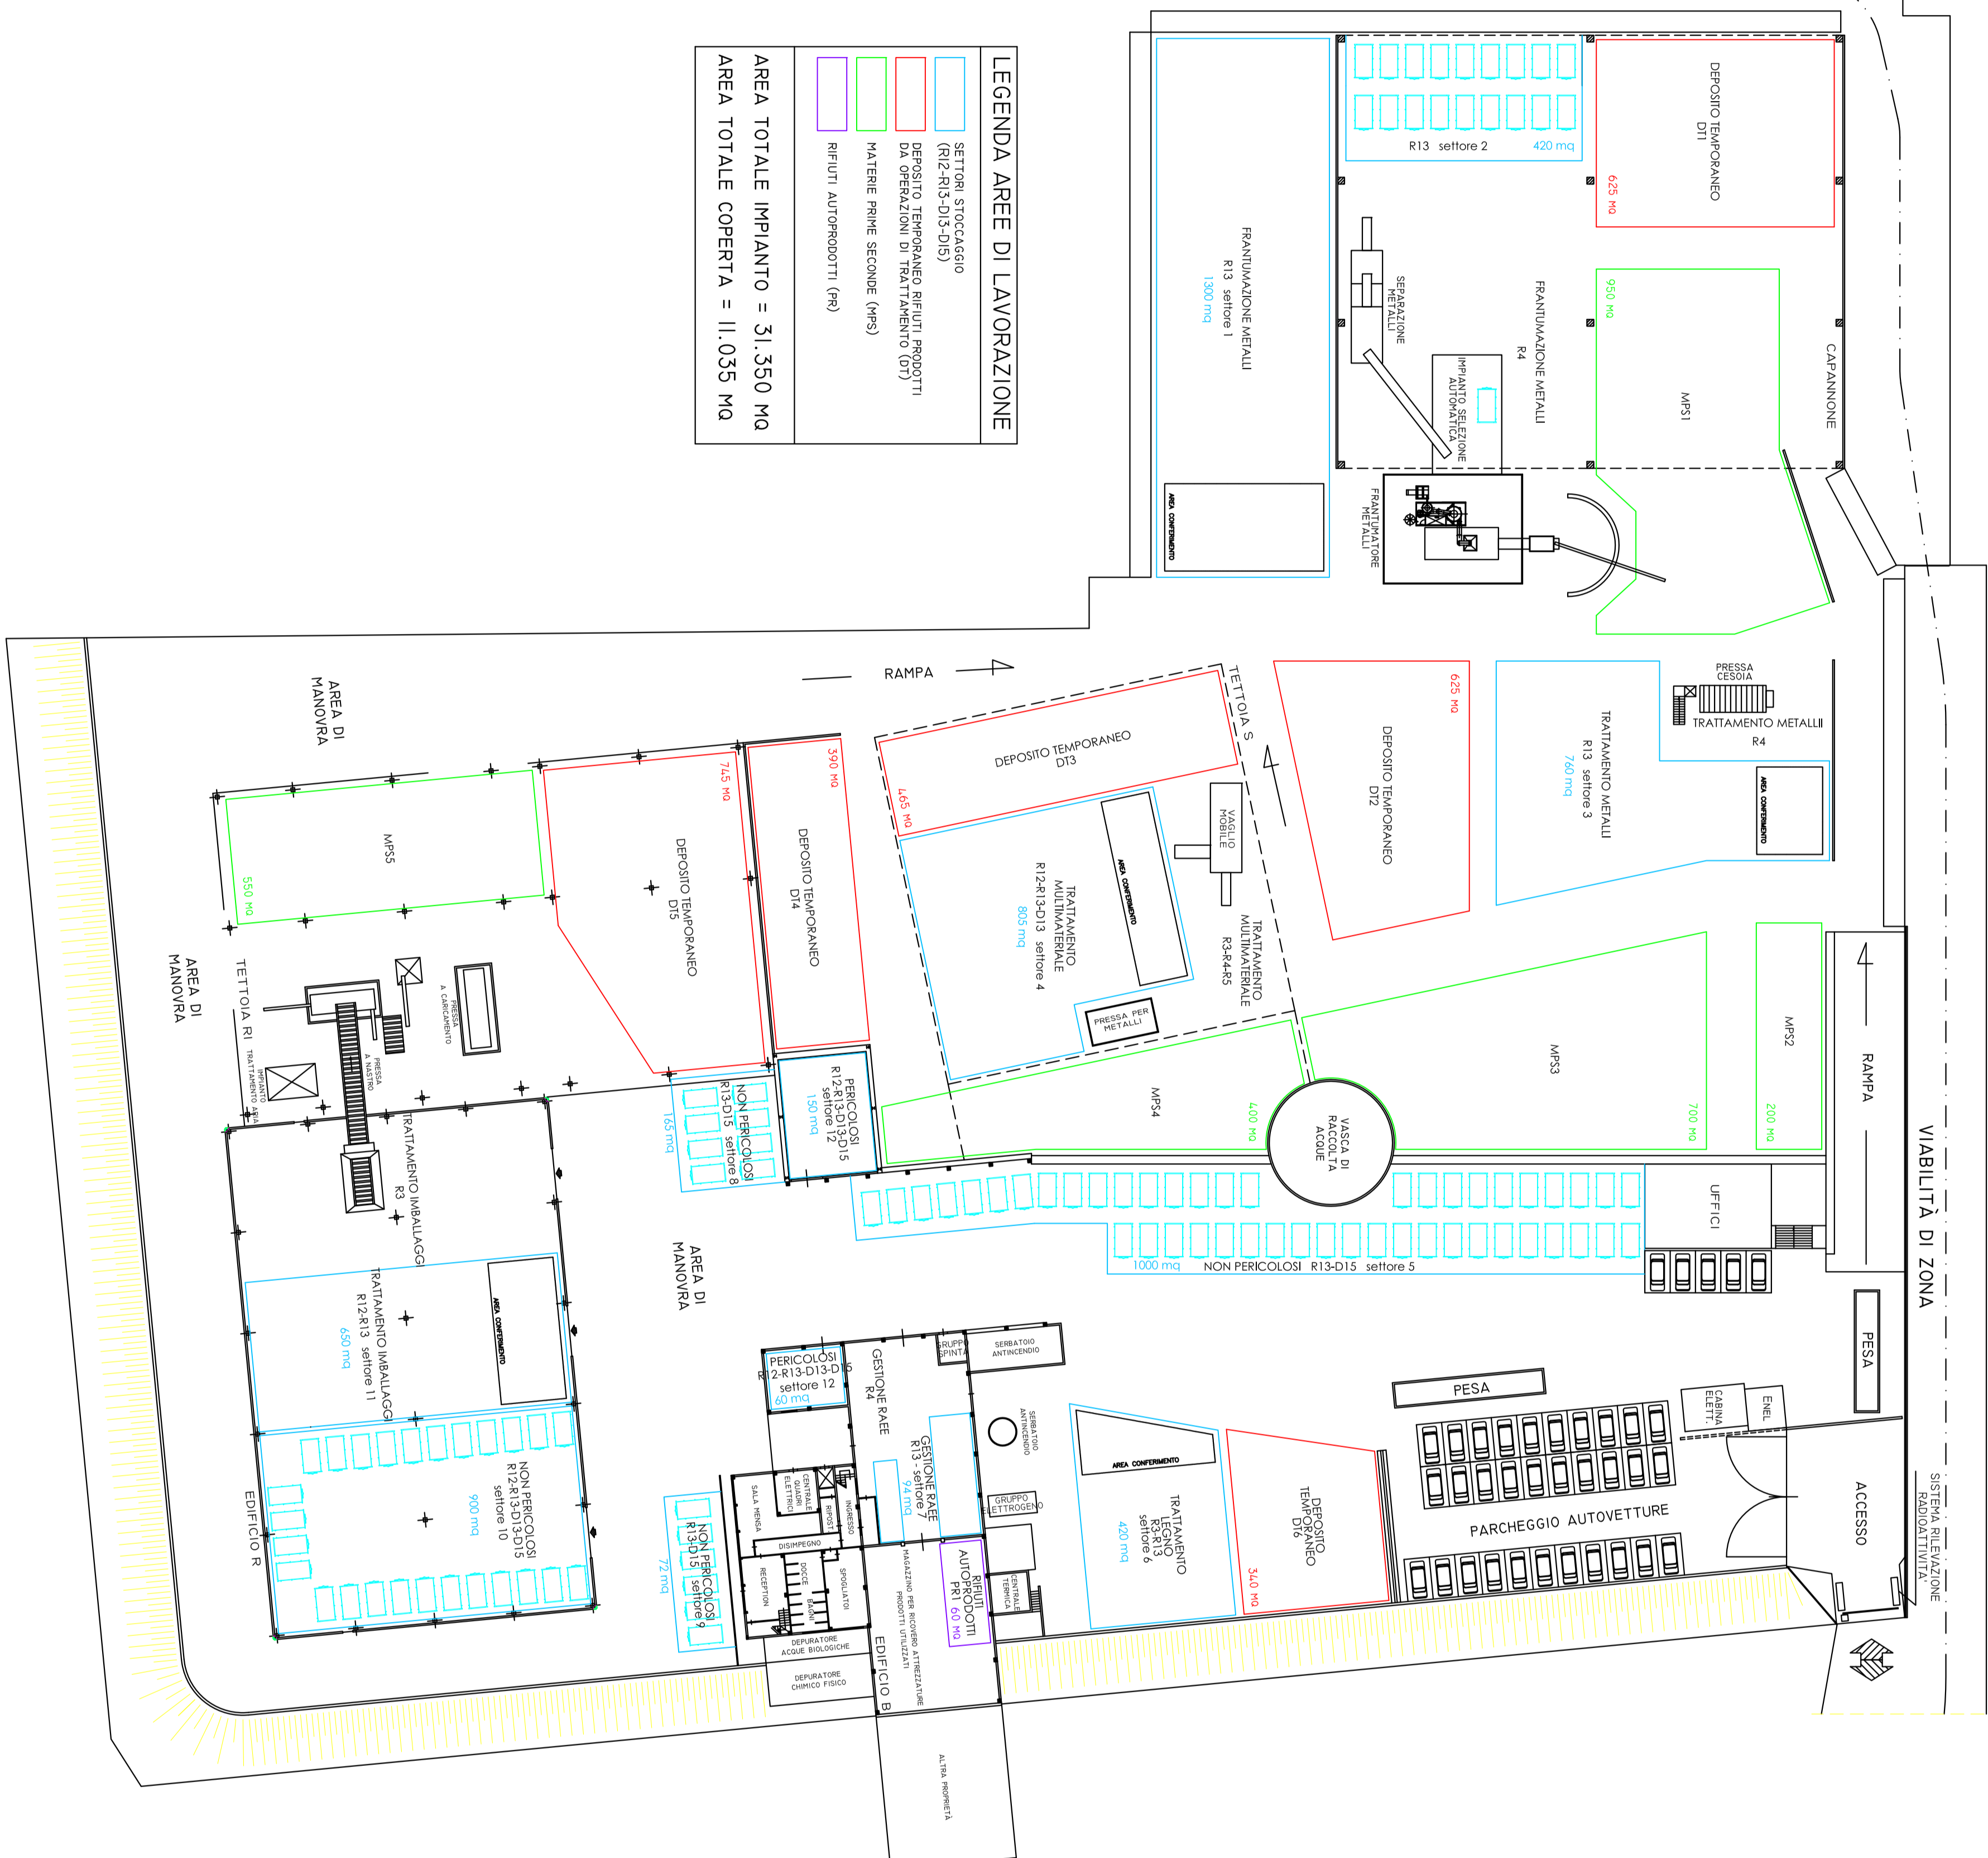 LEGENDA AREE DI LAVORAZIONE
SETTORI STOCCAGGIO
(R12-R13-D13-D15)
DEPOSITO TEMPORANEO RIFIUTI PRODOTTI
DA OPERAZIONI DI TRATTAMENTO (DT)
MATERIE PRIME SECONDE (MPS)
RIFIUTI AUTOPRODOTTI (PR)
AREA TOTALE IMPIANTO = 31.350 MQ
AREA TOTALE COPERTA = 11.035 MQ
DEPOSITO TEMPORANEO
DT1
625 MQ
R13 settore 2
420 mq
FRANTUMAZIONE METALLI
R13 settore 1
1300 mq
AREA CONFERIMENTO
SEPARAZIONE
METALLI
FRANTUMAZIONE METALLI
R4
IMPIANTO SELEZIONE
AUTOMATICA
FRANTUMATORE
METALLI
950 MQ
MPS1
CAPANNONE
PRESSA
CESOIA
TRATTAMENTO METALLI
R4
TRATTAMENTO METALLI
R13 settore 3
760 mq
AREA CONFERIMENTO
625 MQ
DEPOSITO TEMPORANEO
DT2
RAMPA
TETTOIA S
DEPOSITO TEMPORANEO
DT3
465 MQ
VAGLIO
MOBILE
TRATTAMENTO
MULTIMATERIALE
R3-R4-R5
AREA CONFERIMENTO
TRATTAMENTO
MULTIMATERIALE
R12-R13-D13 settore 4
805 mq
PRESSA PER
METALLI
390 MQ
DEPOSITO TEMPORANEO
DT4
745 MQ
DEPOSITO TEMPORANEO
DT5
AREA DI
MANOVRA
MPS5
550 MQ
AREA DI
MANOVRA
TETTOIA R1
PRESSA
A CARICAMENTO
PRESSA
A NASTRO
IMPIANTO
TRATTAMENTO ARIA
MPS2
200 MQ
MPS3
700 MQ
MPS4
400 MQ
VASCA DI
RACCOLTA
ACQUE
RAMPA
VIABILITÀ DI ZONA
UFFICI
1000 mq
NON PERICOLOSI R13-D15 settore 5
PERICOLOSI
R12-R13-D13-D15
settore 12
150 mq
NON PERICOLOSI
R13-D15 settore 8
165 mq
TRATTAMENTO IMBALLAGGI
R3
TRATTAMENTO IMBALLAGGI
R12-R13 settore 11
650 mq
AREA CONFERIMENTO
NON PERICOLOSI
R12-R13-D13-D15
settore 10
900 mq
EDIFICIO R
AREA DI
MANOVRA
PERICOLOSI
R12-R13-D13-D15
settore 12
60 mq
GESTIONE RAEE
R4
GRUPPO
SPINTA
SERBATOIO
ANTINCENDIO
SERBATOIO
ANTINCENDIO
GESTIONE RAEE
R13 - settore 7
94 mq
GRUPPO
ELETTROGENO
CENTRALE
TERMICA
RIFIUTI
AUTOPRODOTTI
PR1 60 MQ
MAGAZZINO PER RICOVERO ATTREZZATURE
PRODOTTI UTILIZZATI
EDIFICIO B
CENTRALE
QUADRI
ELETTRICI
SALA MENSA
RIPOST
INGRESSO
DISIMPEGNO
RECEPTION
DOCCE
BAGNI
SPOGLIATOI
DEPURATORE
ACQUE BIOLOGICHE
DEPURATORE
CHIMICO FISICO
NON PERICOLOSI
R13-D15 settore 9
72 mq
ALTRA PROPRIETÀ
AREA CONFERIMENTO
TRATTAMENTO
LEGNO
R3-R13
settore 6
420 mq
DEPOSITO
TEMPORANEO
DT6
340 MQ
PESA
PESA
CABINA
ELETT.
ENEL
PARCHEGGIO AUTOVETTURE
ACCESSO
SISTEMA RILEVAZIONE
RADIOATTIVITA'